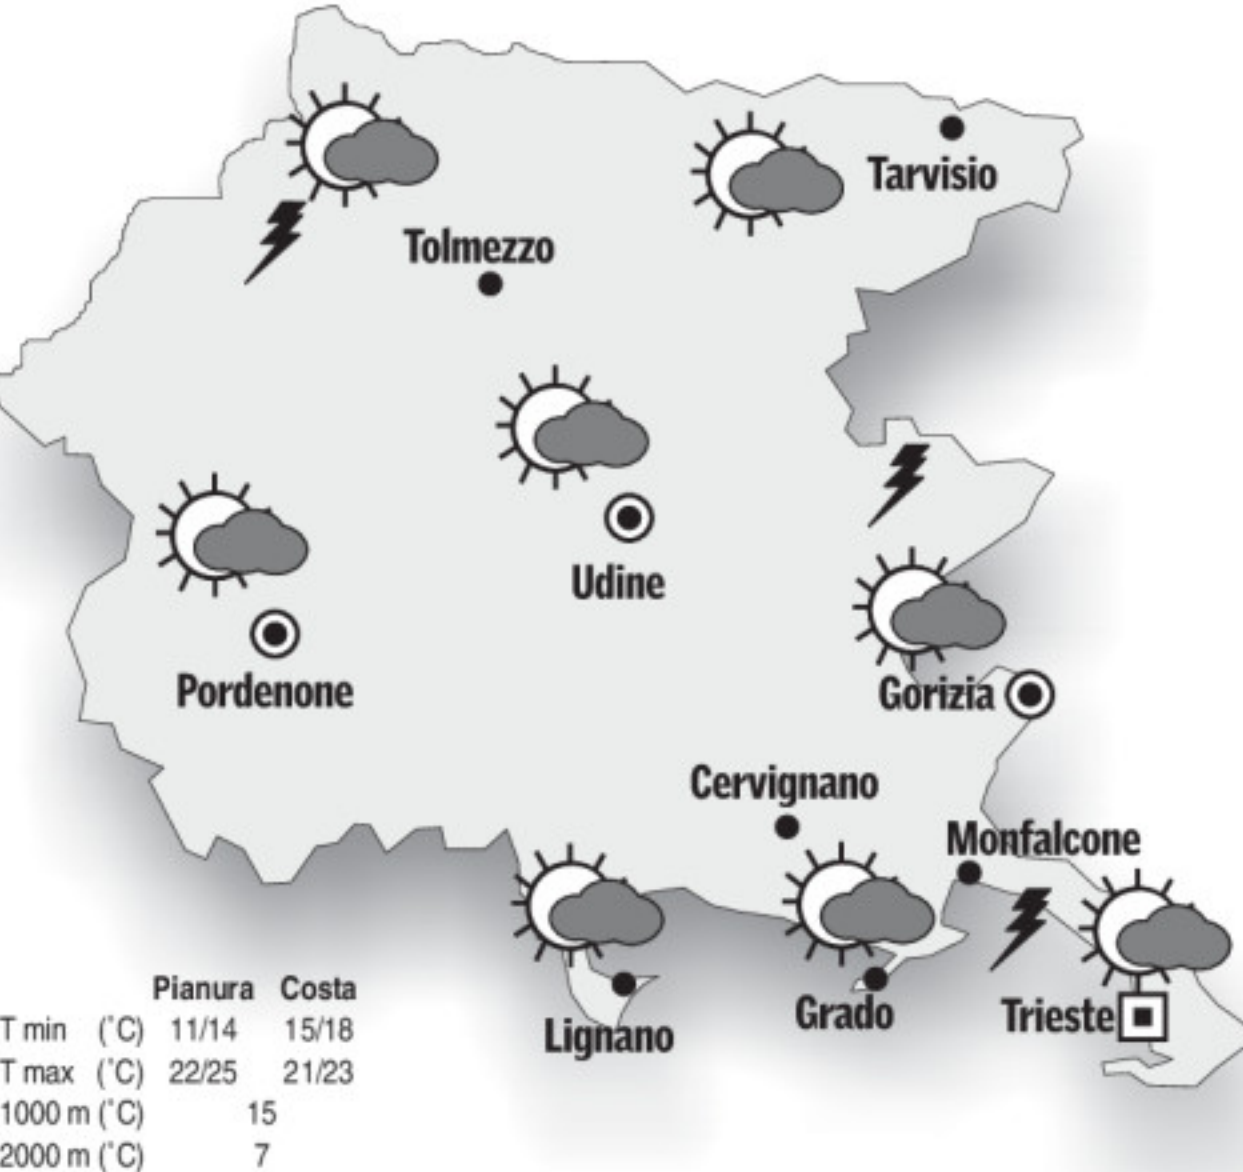 Tarvisio
Tolmezzo
Udine
Pordenone
Gorizia
Cervignano
Monfalcone
Grado
Trieste
Lignano
Pianura Costa
T min (°C) 11/14 15/18
T max (°C) 22/25 21/23
1000 m (°C) 15
2000 m (°C) 7